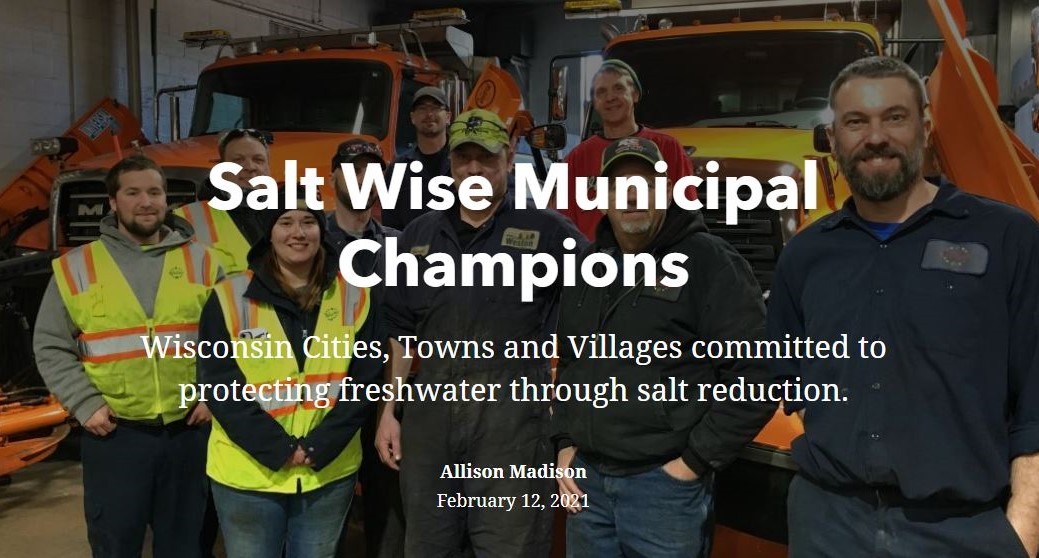 Salt Wise Municipal
Champions
Weston
Wisconsin Cities, Towns and Villages committed to
protecting freshwater through salt reduction.
Allison Madison
February 12, 2021